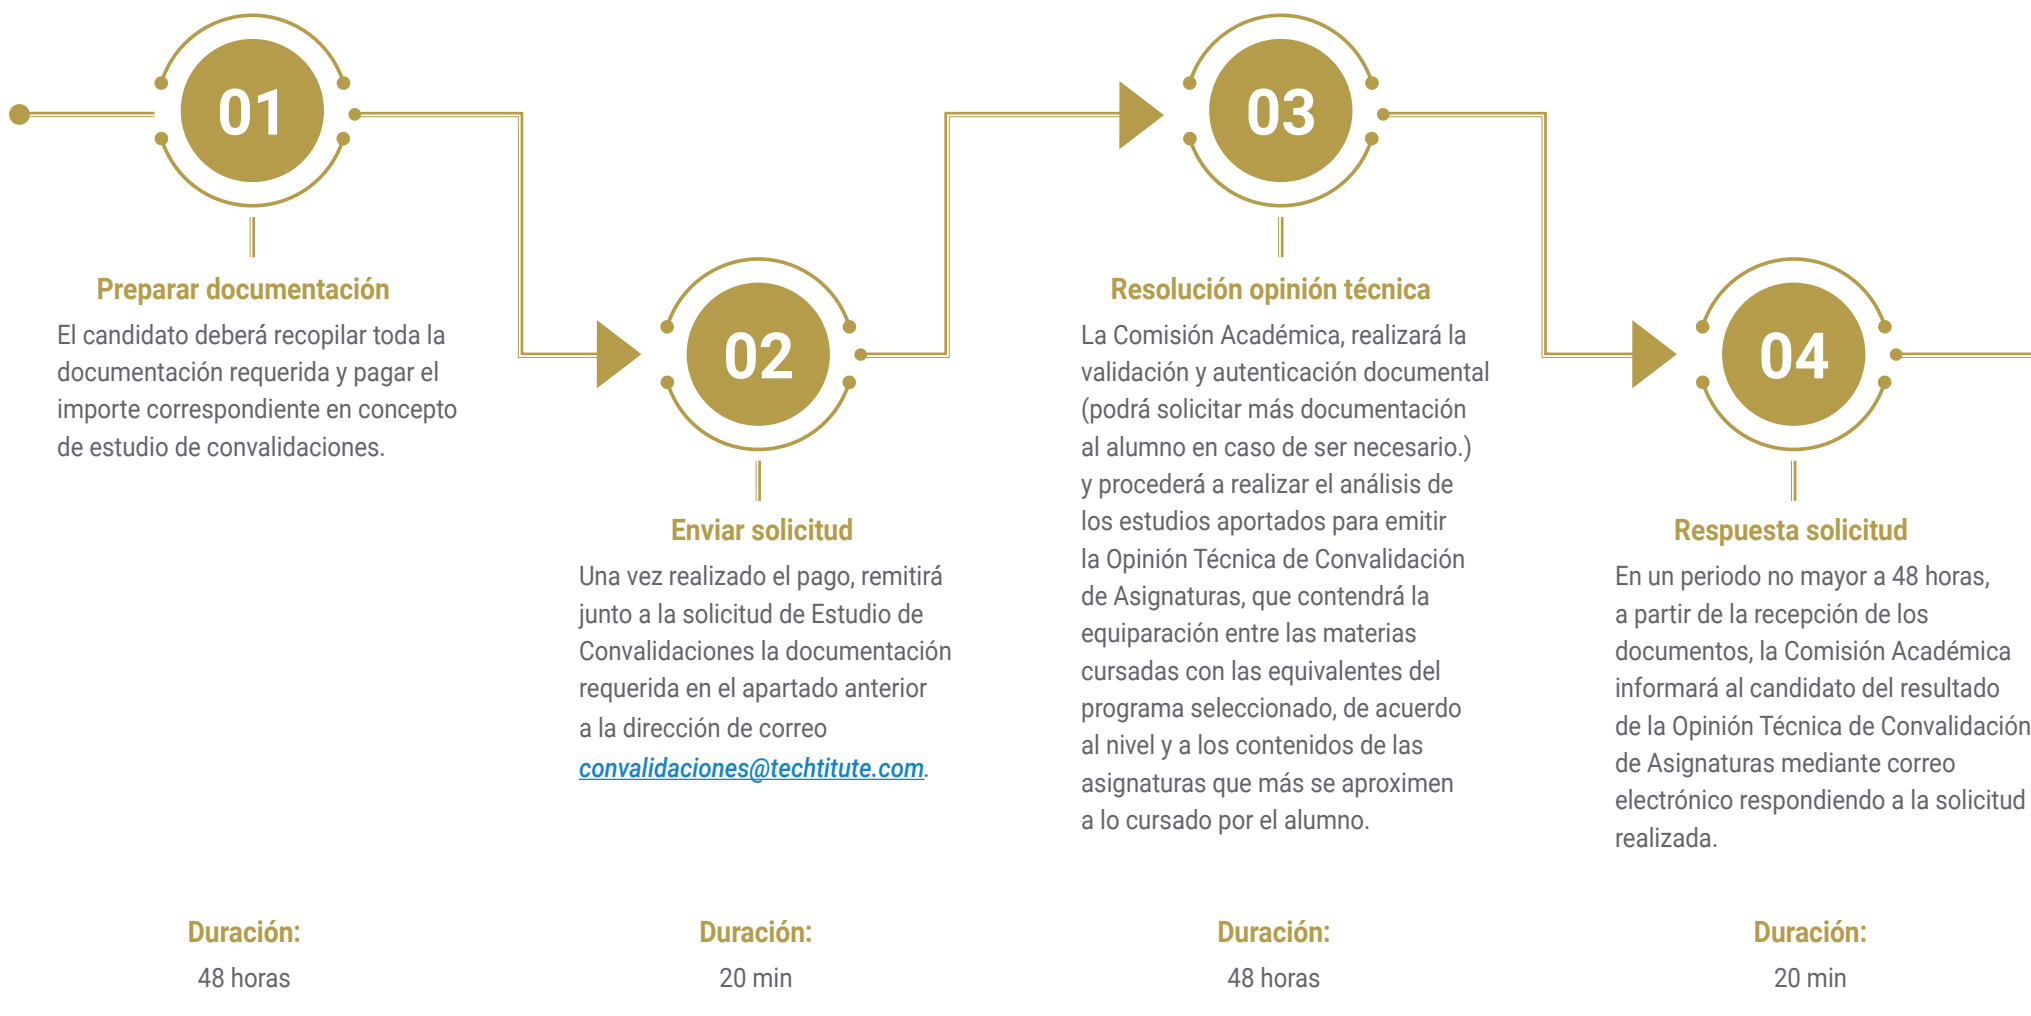 01
Preparar documentación
El candidato deberá recopilar toda la
documentación requerida y pagar el
importe correspondiente en concepto
de estudio de convalidaciones.
Duración:
48 horas
02
Enviar solicitud
Una vez realizado el pago, remitirá
junto a la solicitud de Estudio de
Convalidaciones la documentación
requerida en el apartado anterior
a la dirección de correo
convalidaciones@techtitute.com.
Duración:
20 min
03
Resolución opinión técnica
La Comisión Académica, realizará la
validación y autenticación documental
(podrá solicitar más documentación
al alumno en caso de ser necesario.)
y procederá a realizar el análisis de
los estudios aportados para emitir
la Opinión Técnica de Convalidación
de Asignaturas, que contendrá la
equiparación entre las materias
cursadas con las equivalentes del
programa seleccionado, de acuerdo
al nivel y a los contenidos de las
asignaturas que más se aproximen
a lo cursado por el alumno.
Duración:
48 horas
04
Respuesta solicitud
En un periodo no mayor a 48 horas,
a partir de la recepción de los
documentos, la Comisión Académica
informará al candidato del resultado
de la Opinión Técnica de Convalidación
de Asignaturas mediante correo
electrónico respondiendo a la solicitud
realizada.
Duración:
20 min